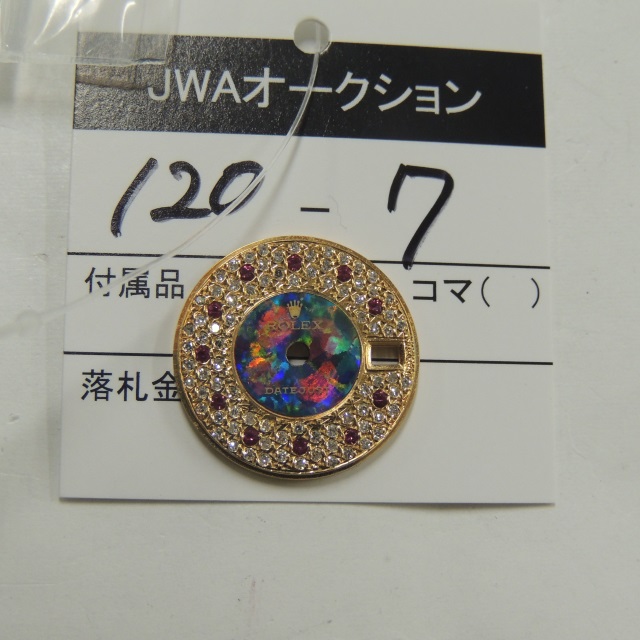 JWAオークション
120 - 7
付属品 コマ( )
落札金
ROLEX
DATEJUST